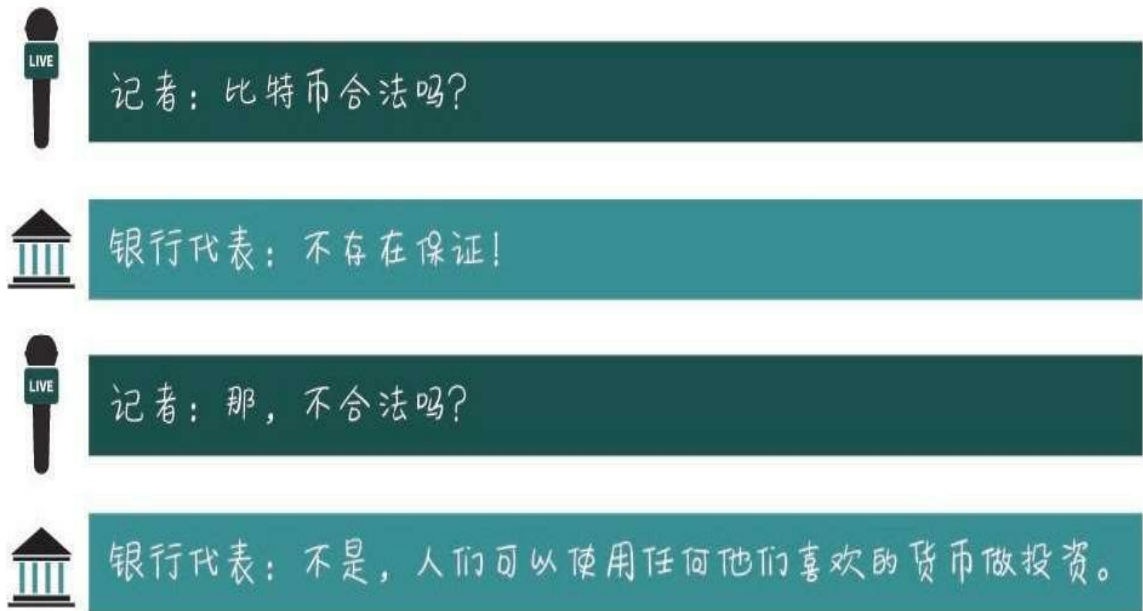 LIVE
记者：比特币合法吗？
银行代表：不存在保证！
LIVE
记者：那，不合法吗？
银行代表：不是，人们可以使用任何他们喜欢的货币做投资。